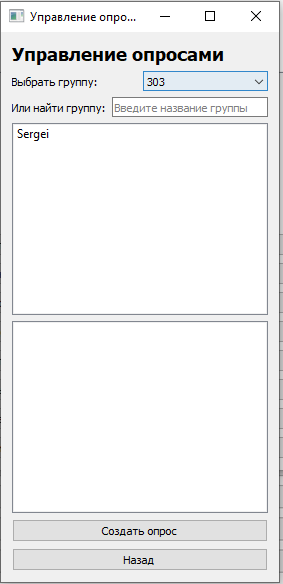 Управление опро...
Управление опросами
Выбрать группу: 303
Или найти группу: Введите название группы
Sergei
Создать опрос
Назад